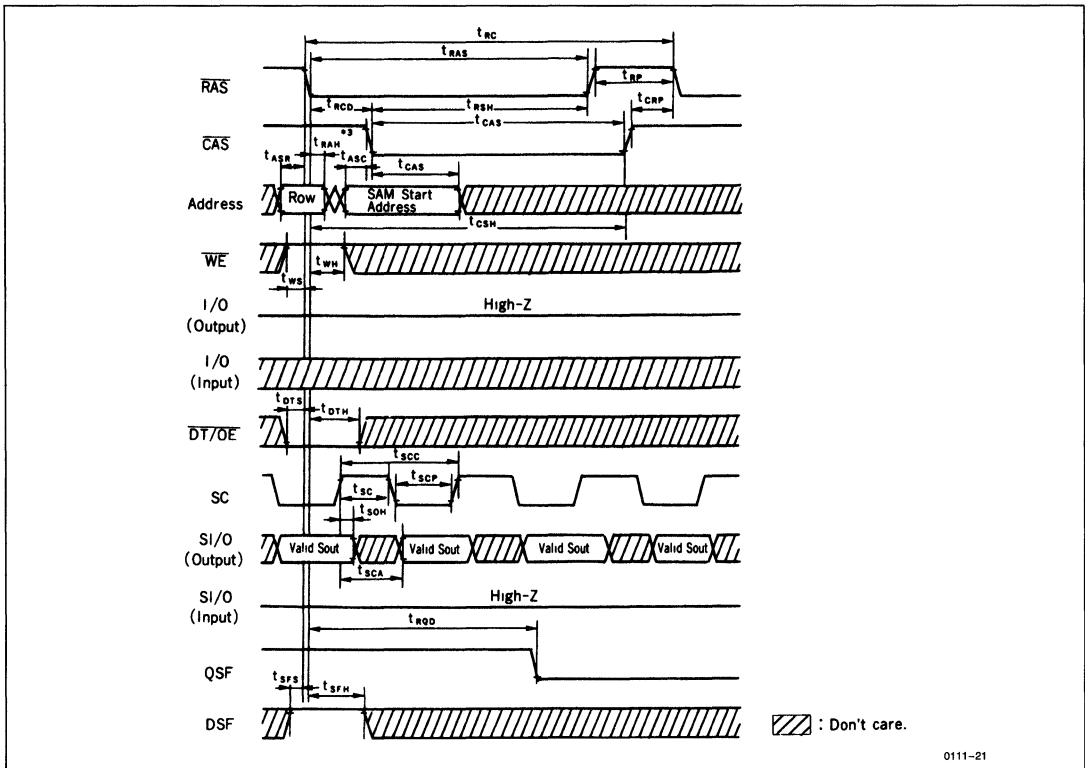 tRC
tRAS
RAS
tRP
tRCD
tRSH
tCRP
tCAS
CAS
tRAH *3
tASR
tASC
tCAS
Address
Row
SAM Start Address
tCSH
WE
tWH
tWS
I/O
(Output)
High-Z
I/O
(Input)
tDTS
tDTH
DT/OE
tSCC
SC
tSC
tSCP
tSOH
SI/O
(Output)
Valid Sout
Valid Sout
Valid Sout
Valid Sout
tSCA
SI/O
(Input)
High-Z
tRQD
QSF
tSFS
tSFH
DSF
: Don't care.
0111-21